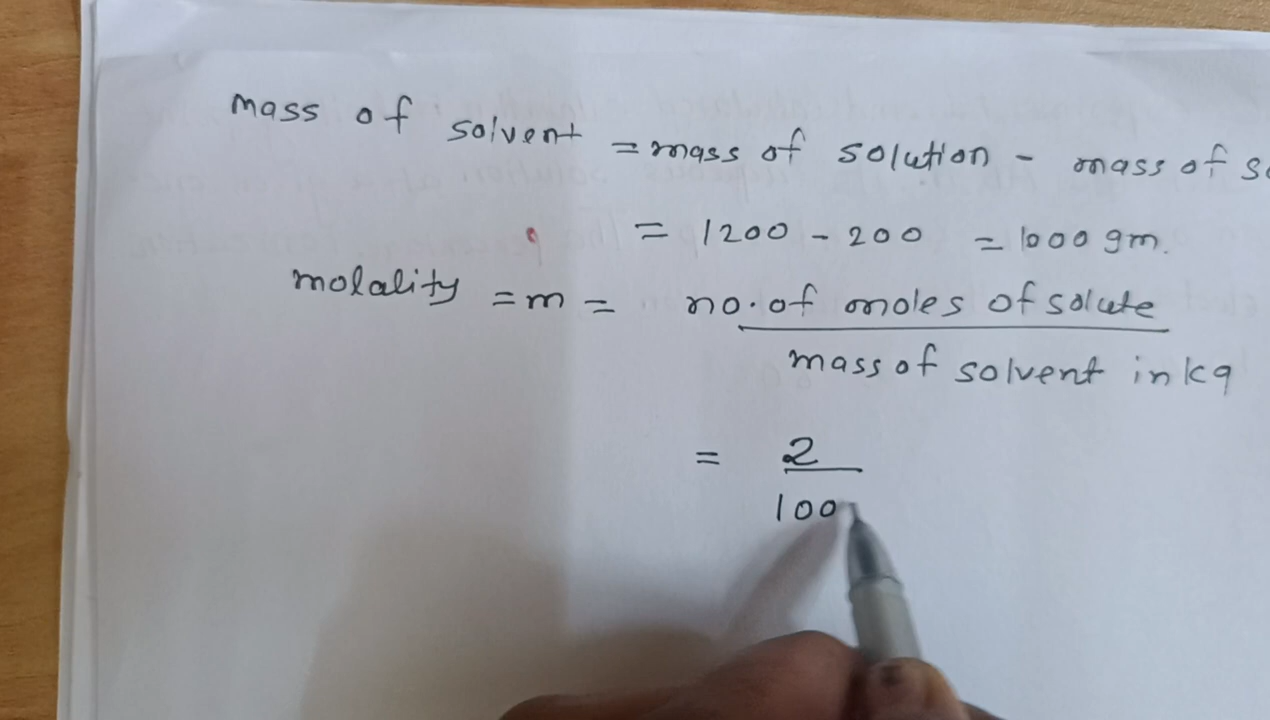 mass of solvent = mass of solution - mass of
= 1200 - 200 = 1000 gm.
molality = m = no. of moles of solute
mass of solvent in kg
= 2
100